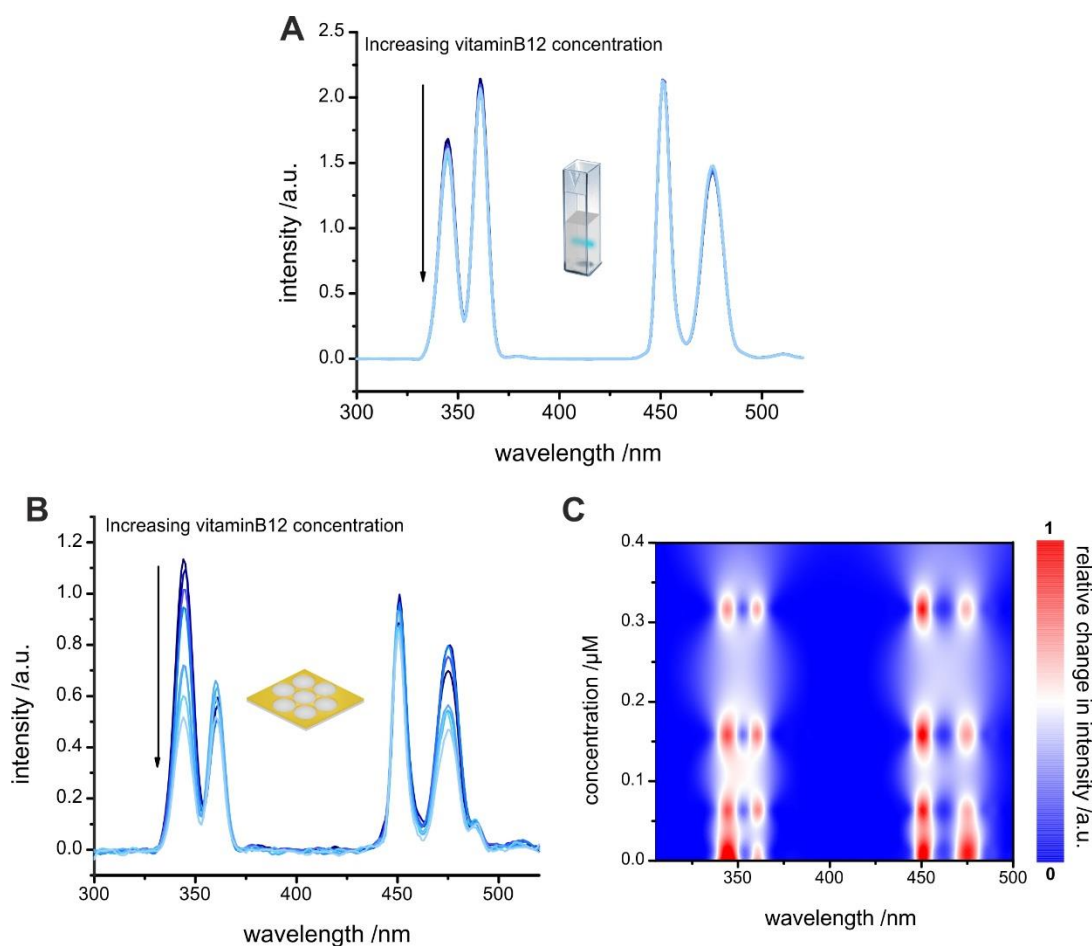 A
Increasing vitaminB12 concentration
2.5
2.0
1.5
1.0
0.5
0.0
intensity /a.u.
300
350
400
450
500
wavelength /nm
B
Increasing vitaminB12 concentration
1.2
1.0
0.8
0.6
0.4
0.2
0.0
intensity /a.u.
300
350
400
450
500
wavelength /nm
C
0.4
0.3
0.2
0.1
0.0
concentration /µM
350
400
450
500
wavelength /nm
1
relative change in intensity /a.u.
0